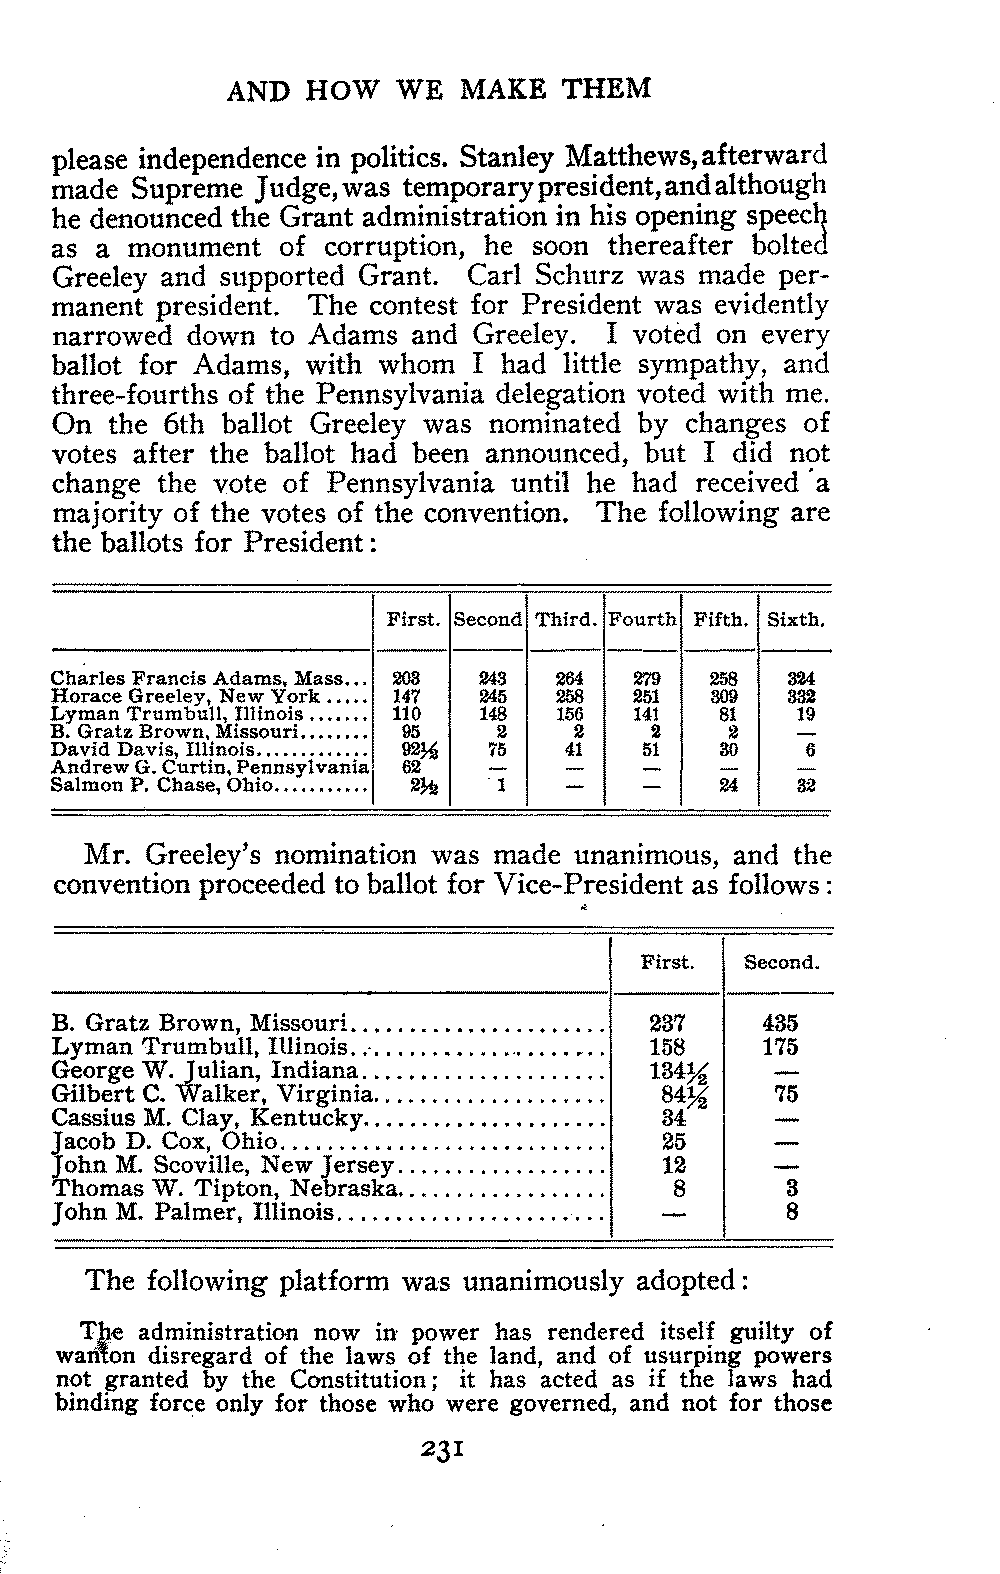 AND HOW WE MAKE THEM
please independence in politics. Stanley Matthews, afterward
made Supreme Judge, was temporary president, and although
he denounced the Grant administration in his opening speech
as a monument of corruption, he soon thereafter bolted
Greeley and supported Grant. Carl Schurz was made per-
manent president. The contest for President was evidently
narrowed down to Adams and Greeley. I voted on every
ballot for Adams, with whom I had little sympathy, and
three-fourths of the Pennsylvania delegation voted with me.
On the 6th ballot Greeley was nominated by changes of
votes after the ballot had been announced, but I did not
change the vote of Pennsylvania until he had received a
majority of the votes of the convention. The following are
the ballots for President:
First. Second Third. Fourth Fifth. Sixth.
Charles Francis Adams, Mass... 203 243 264 279 258 324
Horace Greeley, New York ..... 147 245 258 251 309 332
Lyman Trumbull, Illinois ....... 110 148 156 141 81 19
B. Gratz Brown, Missouri........ 95 2 2 2 2 —
David Davis, Illinois............. 92½ 75 41 51 30 6
Andrew G. Curtin, Pennsylvania 62 — — — — —
Salmon P. Chase, Ohio........... 2½ 1 — — 24 32
Mr. Greeley's nomination was made unanimous, and the
convention proceeded to ballot for Vice-President as follows:
First. Second.
B. Gratz Brown, Missouri...................... 237 435
Lyman Trumbull, Illinois...................... 158 175
George W. Julian, Indiana..................... 134½ —
Gilbert C. Walker, Virginia.................... 84½ 75
Cassius M. Clay, Kentucky..................... 34 —
Jacob D. Cox, Ohio............................ 25 —
John M. Scoville, New Jersey.................. 12 —
Thomas W. Tipton, Nebraska.................. 8 3
John M. Palmer, Illinois....................... — 8
The following platform was unanimously adopted:
The administration now in power has rendered itself guilty of
wanton disregard of the laws of the land, and of usurping powers
not granted by the Constitution; it has acted as if the laws had
binding force only for those who were governed, and not for those
231